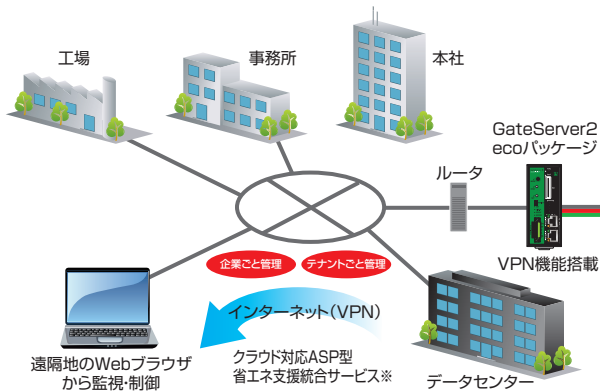 工場
事務所
本社
GateServer2
ecoパッケージ
ルータ
VPN機能搭載
企業ごと管理
テナントごと管理
インターネット(VPN)
クラウド対応ASP型
省エネ支援統合サービス※
遠隔地のWebブラウザ
から監視・制御
データセンター